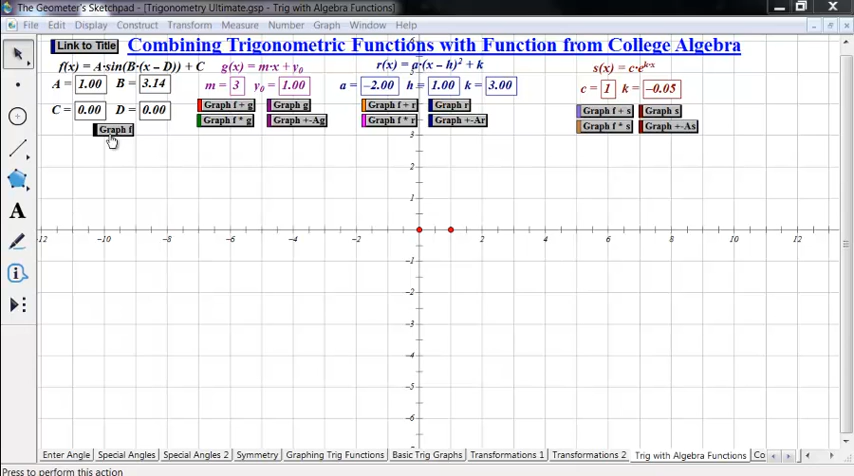 The Geometer's Sketchpad - [Trigonometry Ultimate.gsp - Trig with Algebra Functions]
File Edit Display Construct Transform Measure Number Graph Window Help
Link to Title
Combining Trigonometric Functions with Function from College Algebra
f(x) = A·sin(B·(x – D)) + C
g(x) = m·x + y₀
r(x) = a·(x – h)² + k
s(x) = c·e^(k·x)
A = 1.00 B = 3.14
m = 3 y₀ = 1.00
a = –2.00 h = 1.00 k = 3.00
c = 1 k = –0.05
C = 0.00 D = 0.00
Graph f + g Graph g
Graph f + r Graph r
Graph f + s Graph s
Graph f * g Graph +-Ag
Graph f * r Graph +-Ar
Graph f * s Graph +-As
Graph f
3
2
1
-12 -10 -8 -6 -4 -2 2 4 6 8 10 12
-1
-2
-3
-4
-5
-6
Enter Angle Special Angles Special Angles 2 Symmetry Graphing Trig Functions Basic Trig Graphs Transformations 1 Transformations 2 Trig with Algebra Functions Co
Press to perform this action